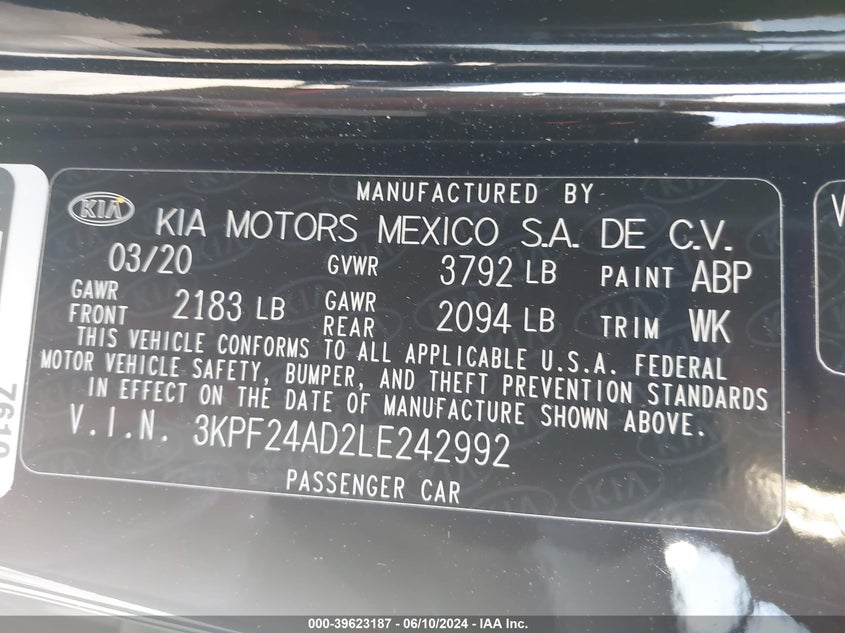 MANUFACTURED BY
KIA KIA MOTORS MEXICO S.A. DE C.V.
03/20 GVWR 3792 LB PAINT ABP
GAWR FRONT 2183 LB GAWR REAR 2094 LB TRIM WK
THIS VEHICLE CONFORMS TO ALL APPLICABLE U.S.A. FEDERAL
MOTOR VEHICLE SAFETY, BUMPER, AND THEFT PREVENTION STANDARDS
IN EFFECT ON THE DATE OF MANUFACTURE SHOWN ABOVE.
V.I.N. 3KPF24AD2LE242992
PASSENGER CAR
000-39623187 - 06/10/2024 - IAA Inc.